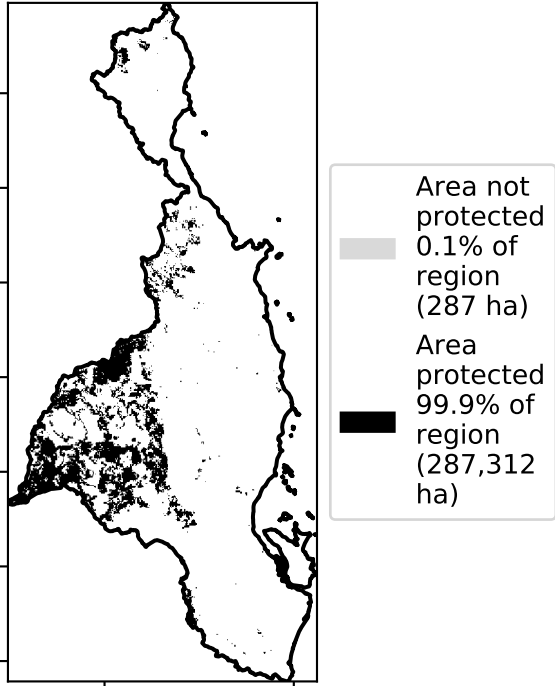 Area not
protected
0.1% of
region
(287 ha)
Area
protected
99.9% of
region
(287,312
ha)